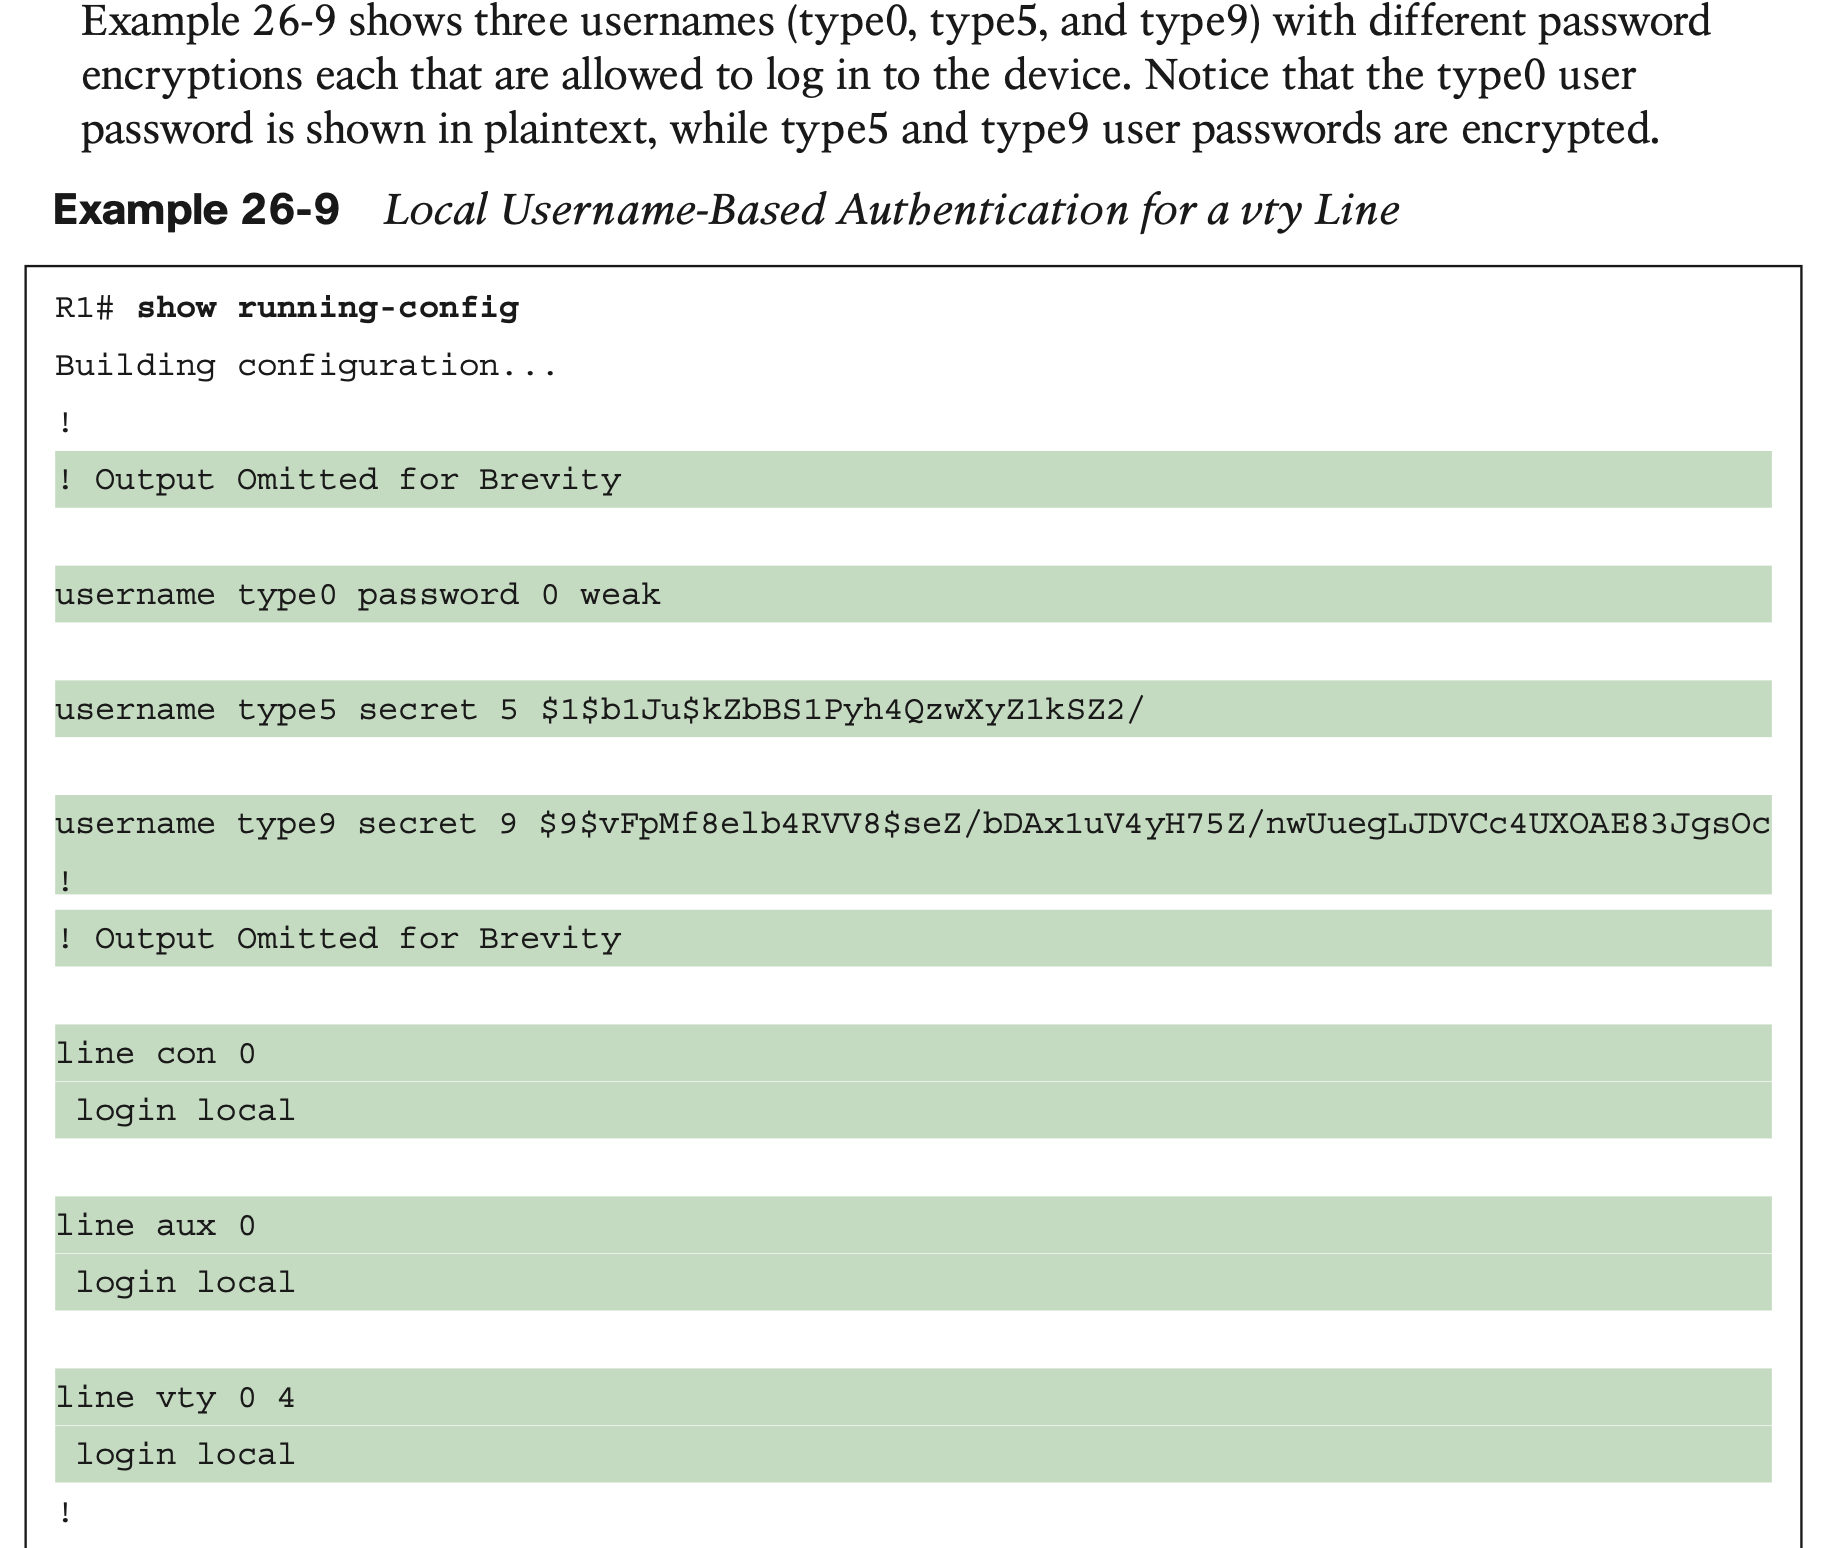 Example 26-9 shows three usernames (type0, type5, and type9) with different password
encryptions each that are allowed to log in to the device. Notice that the type0 user
password is shown in plaintext, while type5 and type9 user passwords are encrypted.
Example 26-9 Local Username-Based Authentication for a vty Line
R1# show running-config
Building configuration...
!
! Output Omitted for Brevity
username type0 password 0 weak
username type5 secret 5 $1$b1Ju$kZbBS1Pyh4QzwXyZ1kSZ2/
username type9 secret 9 $9$vFpMf8elb4RVV8$seZ/bDAx1uV4yH75Z/nwUuegLJDVCc4UXOAE83JgsOc
!
! Output Omitted for Brevity
line con 0
login local
line aux 0
login local
line vty 0 4
login local
!